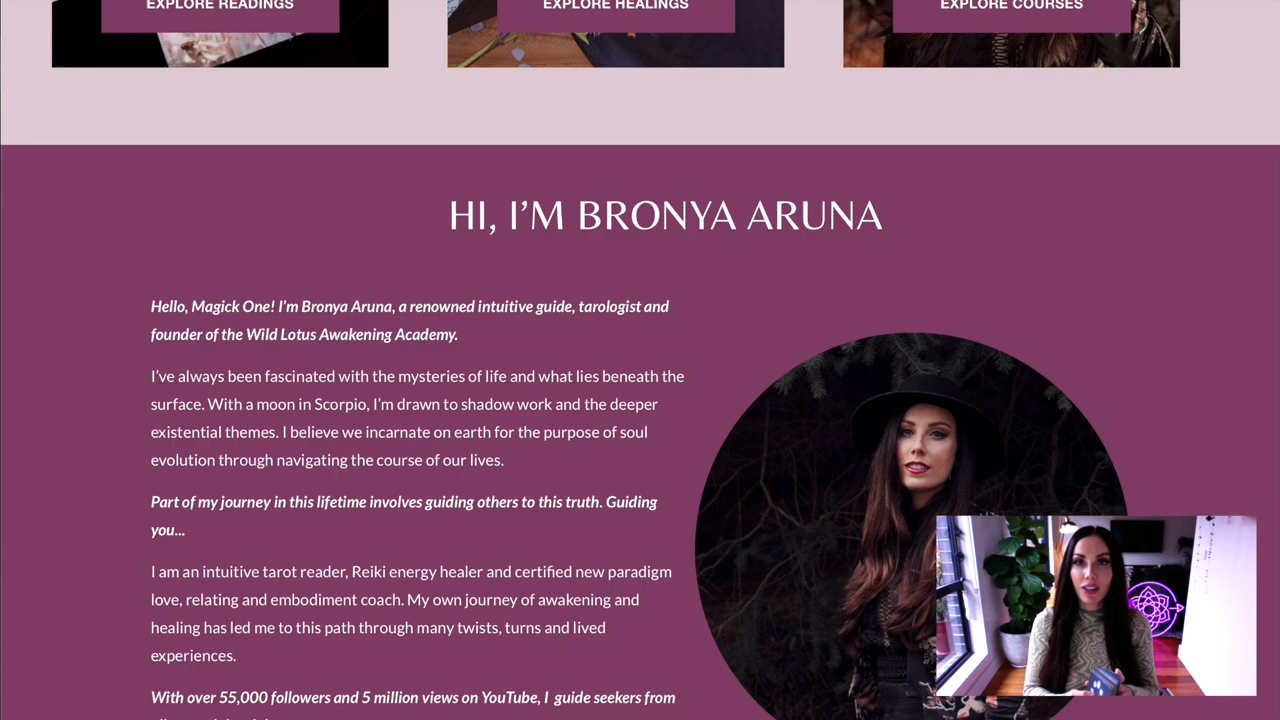 EXPLORE READINGS
EXPLORE HEALINGS
EXPLORE COURSES
HI, I’M BRONYA ARUNA
Hello, Magick One! I’m Bronya Aruna, a renowned intuitive guide, tarologist and
founder of the Wild Lotus Awakening Academy.
I’ve always been fascinated with the mysteries of life and what lies beneath the
surface. With a moon in Scorpio, I’m drawn to shadow work and the deeper
existential themes. I believe we incarnate on earth for the purpose of soul
evolution through navigating the course of our lives.
Part of my journey in this lifetime involves guiding others to this truth. Guiding
you...
I am an intuitive tarot reader, Reiki energy healer and certified new paradigm
love, relating and embodiment coach. My own journey of awakening and
healing has led me to this path through many twists, turns and lived
experiences.
With over 55,000 followers and 5 million views on YouTube, I guide seekers from